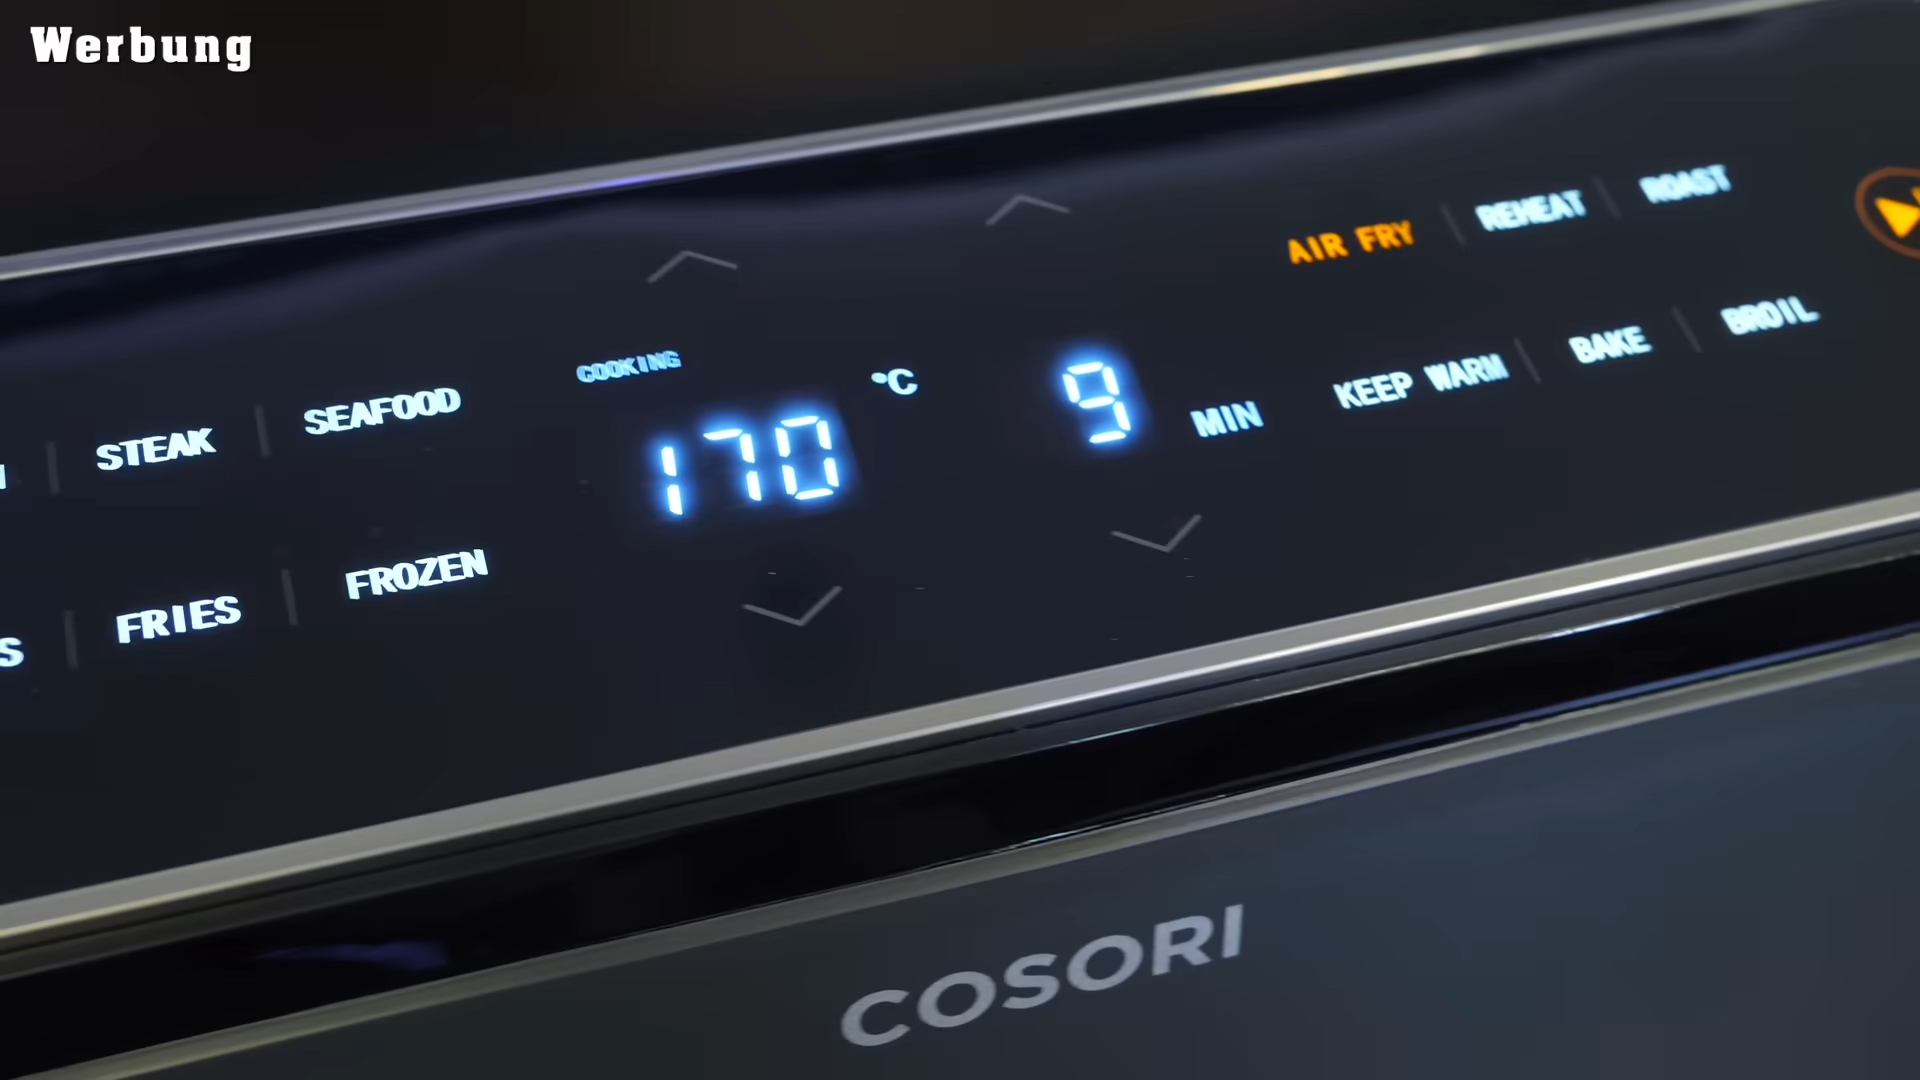 Werbung
AIR FRY REHEAT ROAST
COOKING
STEAK SEAFOOD 170 °C 9 MIN KEEP WARM BAKE BROIL
FRIES FROZEN
COSORI